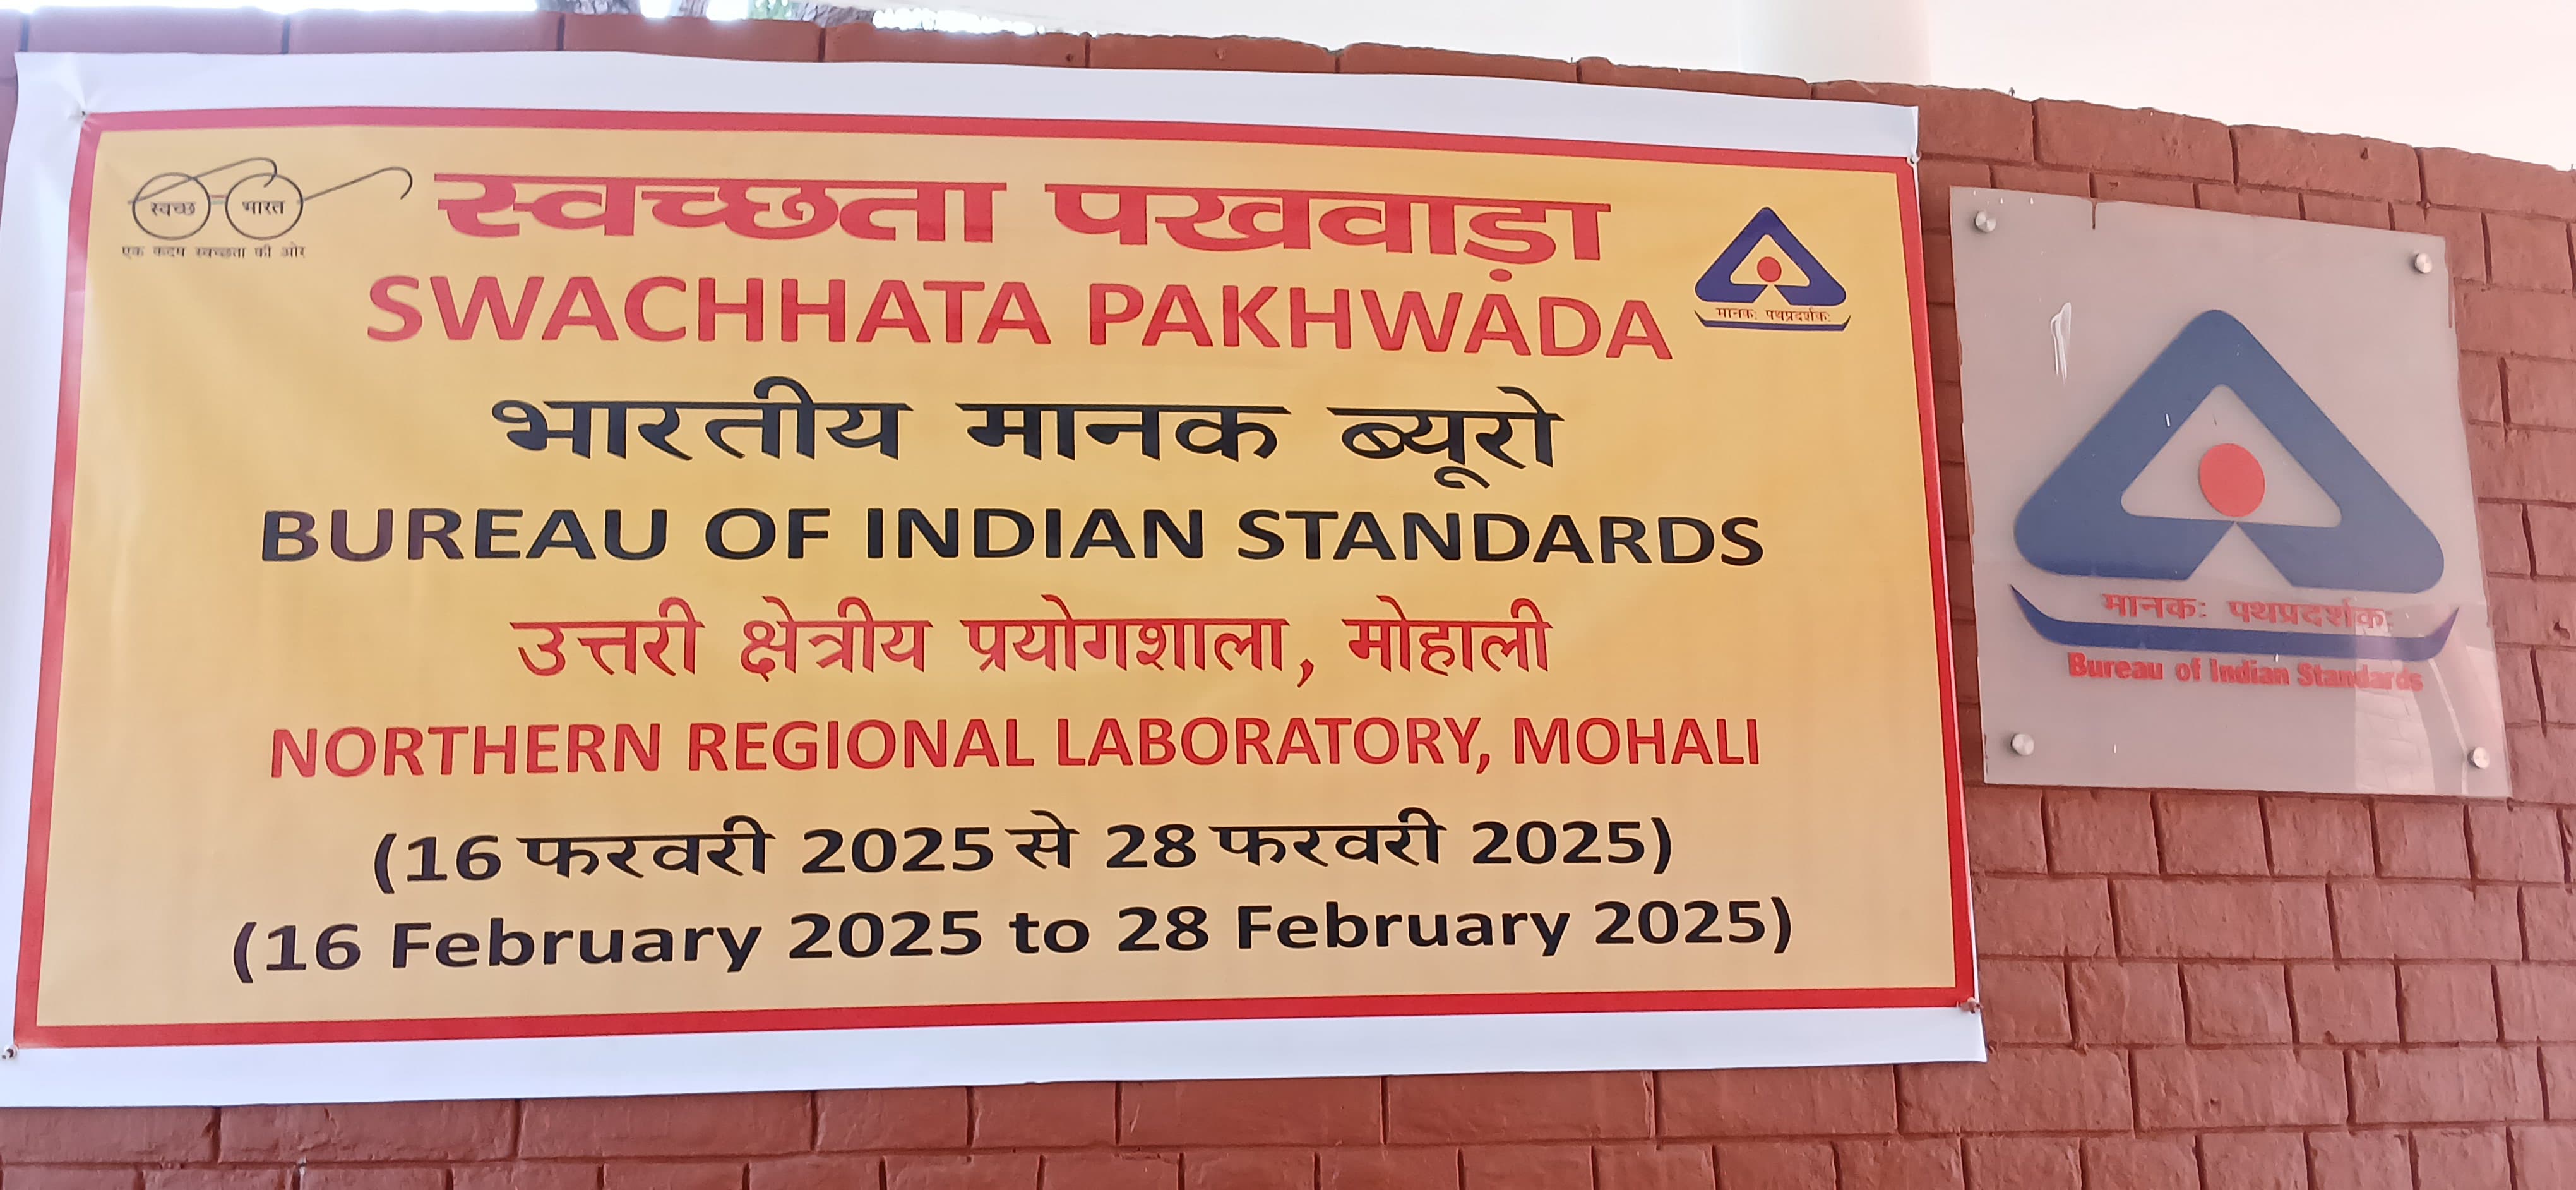 स्वच्छ भारत
एक कदम स्वच्छता की ओर
स्वच्छता पखवाड़ा
SWACHHATA PAKHWADA
मानकः पथप्रदर्शकः
भारतीय मानक ब्यूरो
BUREAU OF INDIAN STANDARDS
उत्तरी क्षेत्रीय प्रयोगशाला, मोहाली
NORTHERN REGIONAL LABORATORY, MOHALI
(16 फरवरी 2025 से 28 फरवरी 2025)
(16 February 2025 to 28 February 2025)
मानकः पथप्रदर्शकः
Bureau of Indian Standards